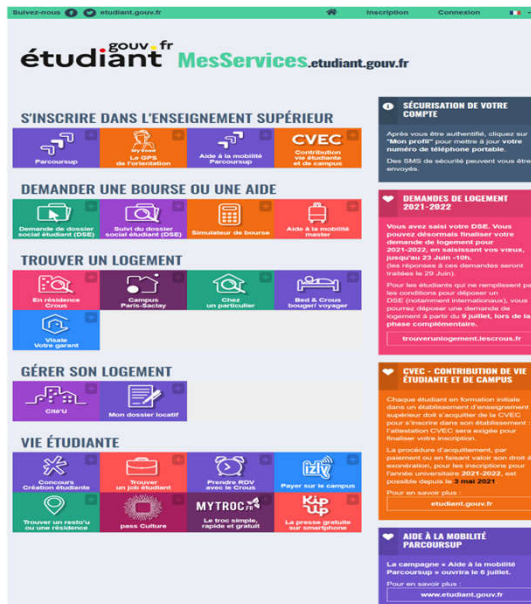 Suivez-nous etudiant.gouv.fr
Inscription Connexion
gouv.fr
étudiant MesServices.etudiant.gouv.fr
S'INSCRIRE DANS L'ENSEIGNEMENT SUPÉRIEUR
Parcoursup
Le GPS
de l'orientation
Aide à la mobilité
Parcoursup
CVEC
Contribution
vie étudiante
et de campus
DEMANDER UNE BOURSE OU UNE AIDE
Demande de dossier
social étudiant (DSE)
Suivi du dossier
social étudiant (DSE)
Simulateur de bourse
Aide à la mobilité
master
TROUVER UN LOGEMENT
En résidence
Crous
Campus
Paris-Saclay
Chez
un particulier
Bed & Crous
bouger/ voyager
Visale
Votre garant
GÉRER SON LOGEMENT
Cité'U
Mon dossier locatif
VIE ÉTUDIANTE
Concours
Création étudiante
Trouver
un job étudiant
Prendre RDV
avec le Crous
izly
Payer sur le campus
Trouver un resto'u
ou une résidence
pass Culture
MYTROC
Le troc simple,
rapide et gratuit
Kip
Up
La presse gratuite
sur smartphone
SÉCURISATION DE VOTRE
COMPTE
Après vous être authentifié, cliquez sur
"Mon profil" pour mettre à jour votre
numéro de téléphone portable.
Des SMS de sécurité peuvent vous être
envoyés.
DEMANDES DE LOGEMENT
2021-2022
Vous avez saisi votre DSE. Vous
pouvez désormais finaliser votre
demande de logement pour
2021-2022, en saisissant vos vœux,
jusqu'au 23 Juin -10h.
(les réponses à ces demandes seront
traitées le 29 Juin).
Pour les étudiants qui ne remplissent pas
les conditions pour déposer un
DSE (notamment internationaux), vous
pourrez déposer une demande de
logement à partir du 9 juillet, lors de la
phase complémentaire.
trouverunlogement.lescrous.fr
CVEC - CONTRIBUTION DE VIE
ÉTUDIANTE ET DE CAMPUS
Chaque étudiant en formation initiale
dans un établissement d'enseignement
supérieur doit s'acquitter de la CVEC
pour s'inscrire dans son établissement :
l'attestation CVEC sera exigée pour
finaliser votre inscription.
La procédure d'acquittement, par
paiement ou en faisant valoir son droit à
exonération, pour les inscriptions pour
l'année universitaire 2021-2022, est
possible depuis le 3 mai 2021
Pour en savoir plus :
etudiant.gouv.fr
AIDE À LA MOBILITÉ
PARCOURSUP
La campagne « Aide à la mobilité
Parcoursup » ouvrira le 6 juillet.
Pour en savoir plus :
www.etudiant.gouv.fr